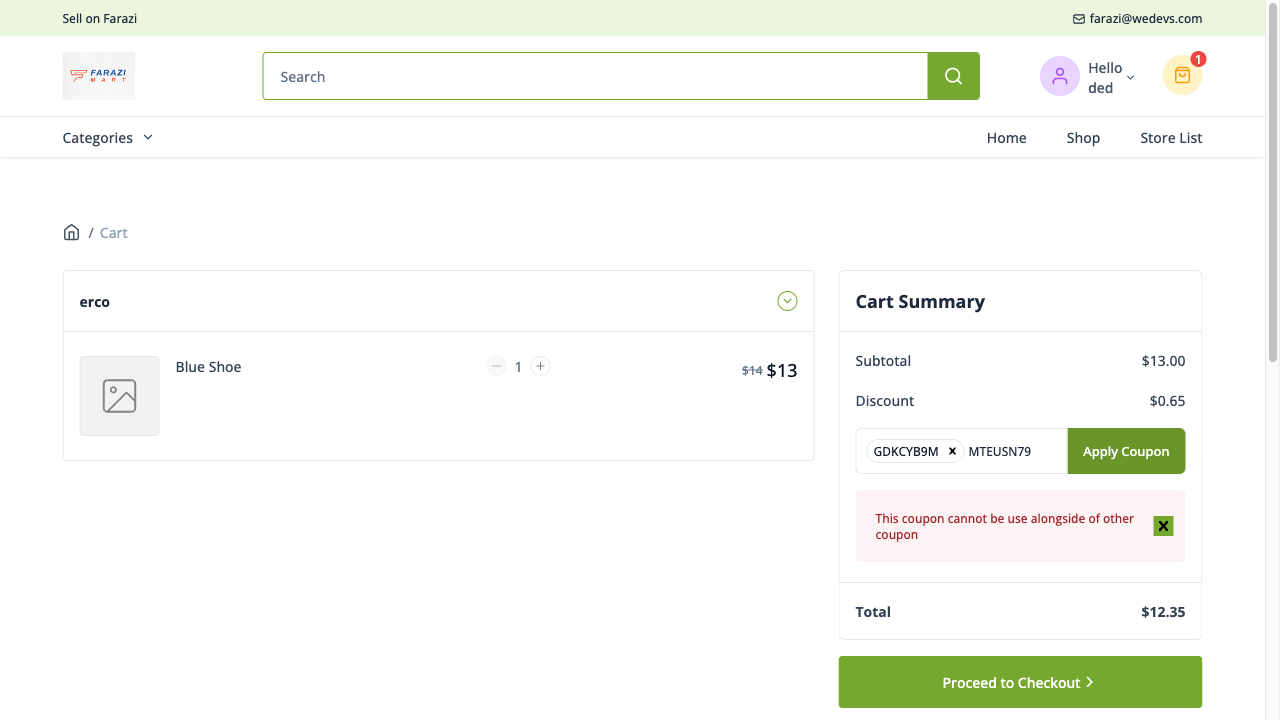 Sell on Farazi
farazi@wedevs.com
FARAZI
MART
Search
Hello
ded
1
Categories
Home
Shop
Store List
/ Cart
erco
Blue Shoe
1
$14 $13
Cart Summary
Subtotal
$13.00
Discount
$0.65
GDKCYB9M
MTEUSN79
Apply Coupon
This coupon cannot be use alongside of other
coupon
Total
$12.35
Proceed to Checkout